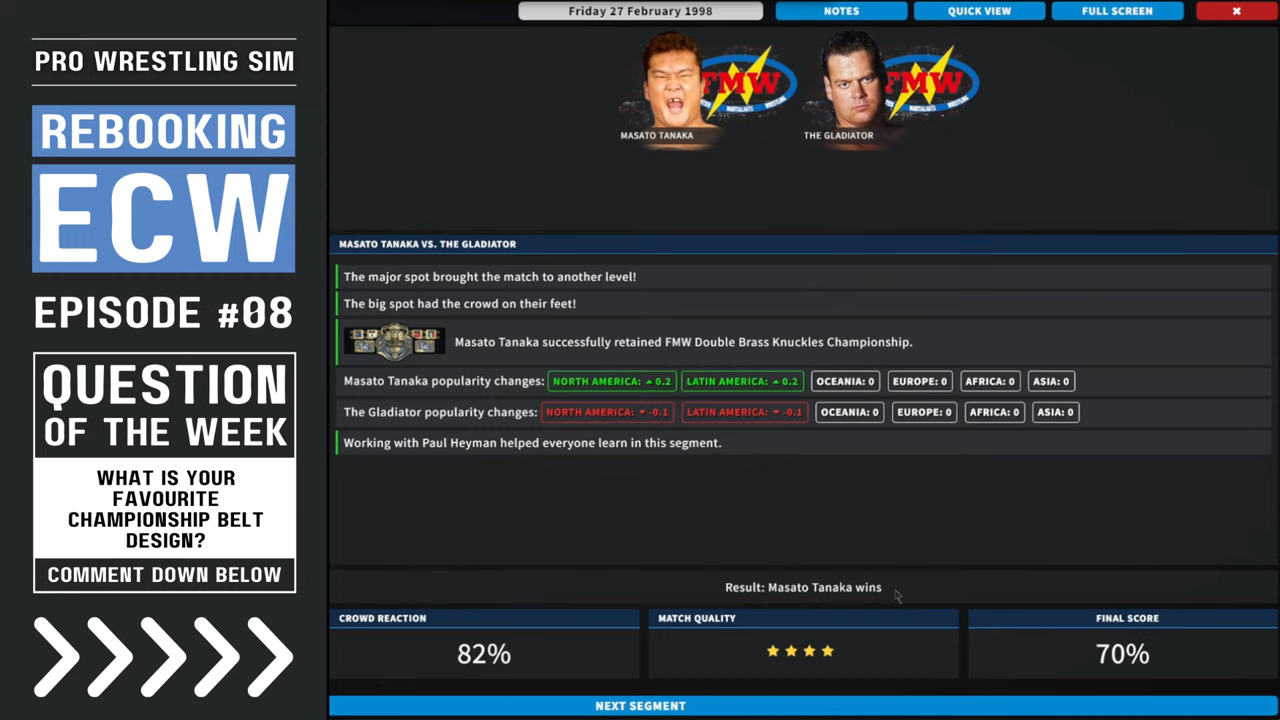 PRO WRESTLING SIM
REBOOKING
ECW
EPISODE #08
QUESTION
OF THE WEEK
WHAT IS YOUR
FAVOURITE
CHAMPIONSHIP BELT
DESIGN?
COMMENT DOWN BELOW
Friday 27 February 1998
NOTES
QUICK VIEW
FULL SCREEN
FMW
FMW
MASATO TANAKA
THE GLADIATOR
MASATO TANAKA VS. THE GLADIATOR
The major spot brought the match to another level!
The big spot had the crowd on their feet!
Masato Tanaka successfully retained FMW Double Brass Knuckles Championship.
Masato Tanaka popularity changes: NORTH AMERICA: 0.2 LATIN AMERICA: 0.2 OCEANIA: 0 EUROPE: 0 AFRICA: 0 ASIA: 0
The Gladiator popularity changes: NORTH AMERICA: -0.1 LATIN AMERICA: -0.1 OCEANIA: 0 EUROPE: 0 AFRICA: 0 ASIA: 0
Working with Paul Heyman helped everyone learn in this segment.
Result: Masato Tanaka wins
CROWD REACTION
82%
MATCH QUALITY
FINAL SCORE
70%
NEXT SEGMENT